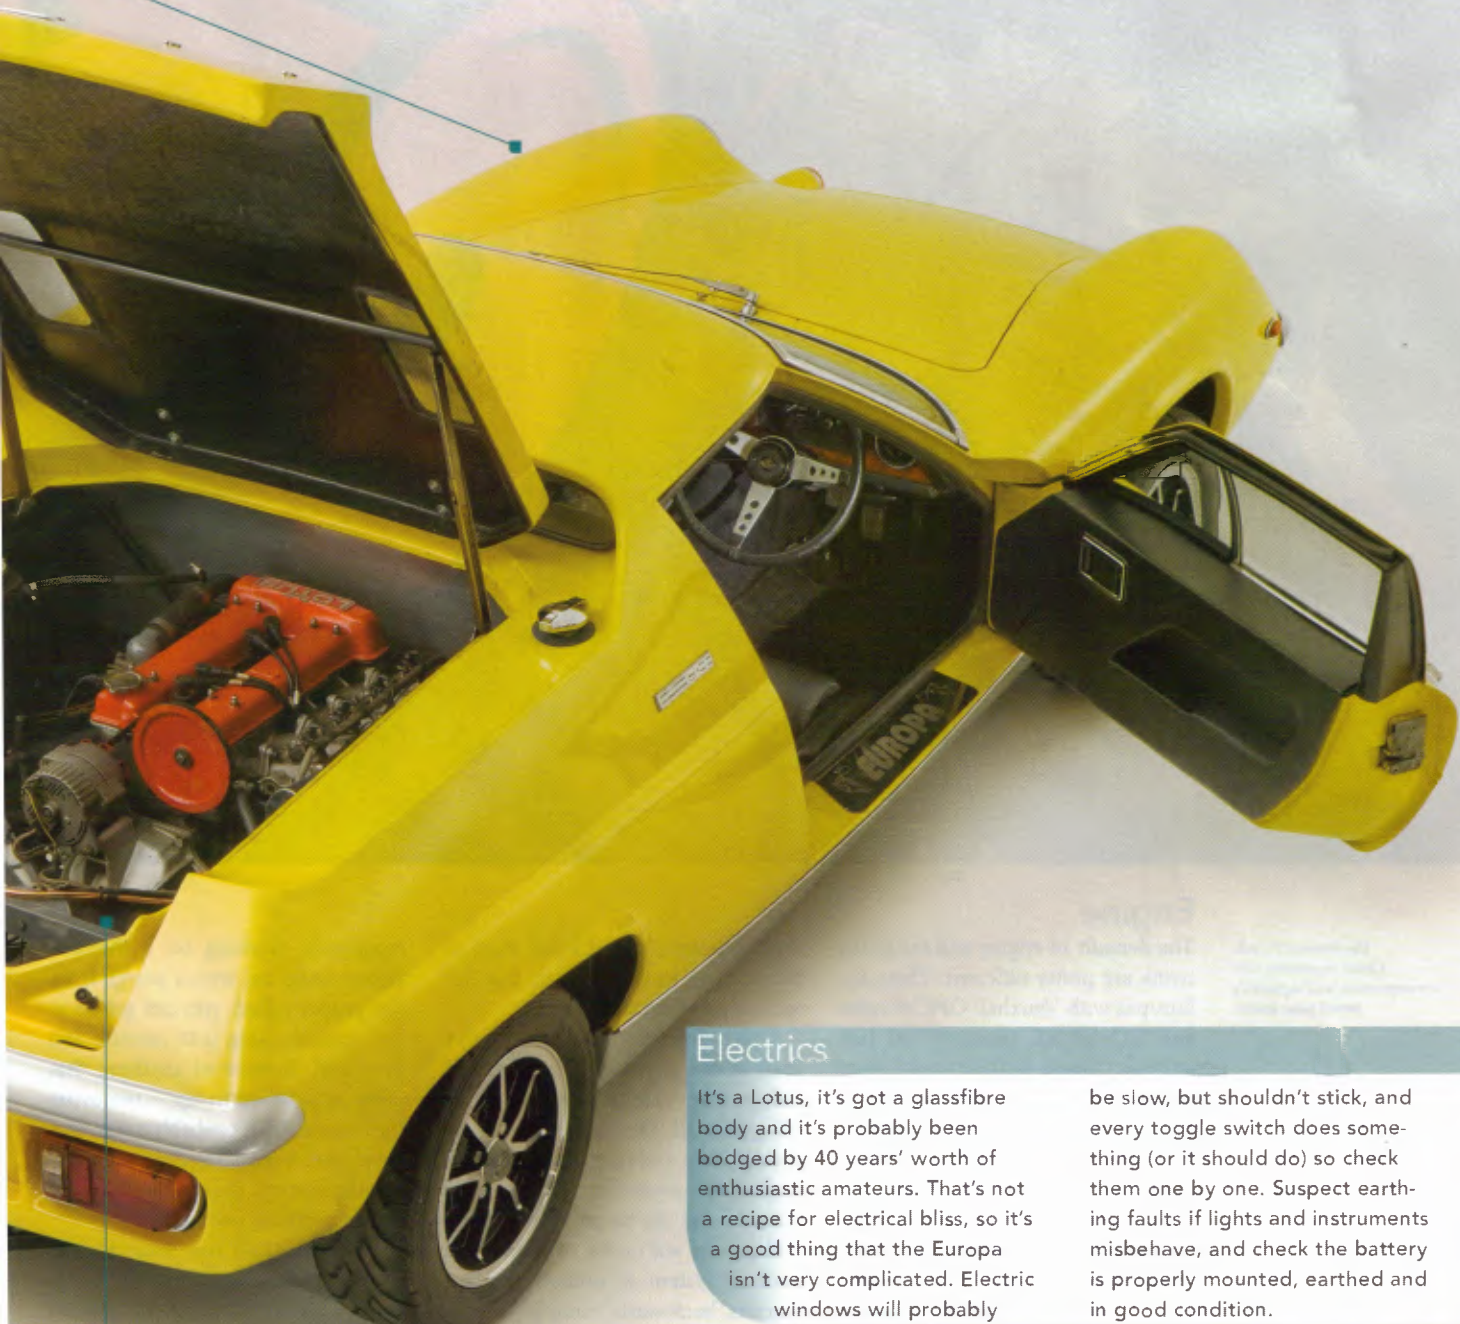 LOTUS
EUROPA
Electrics
It's a Lotus, it's got a glassfibre
body and it's probably been
bodged by 40 years' worth of
enthusiastic amateurs. That's not
a recipe for electrical bliss, so it's
a good thing that the Europa
isn't very complicated. Electric
windows will probably
be slow, but shouldn't stick, and
every toggle switch does some-
thing (or it should do) so check
them one by one. Suspect earth-
ing faults if lights and instruments
misbehave, and check the battery
is properly mounted, earthed and
in good condition.